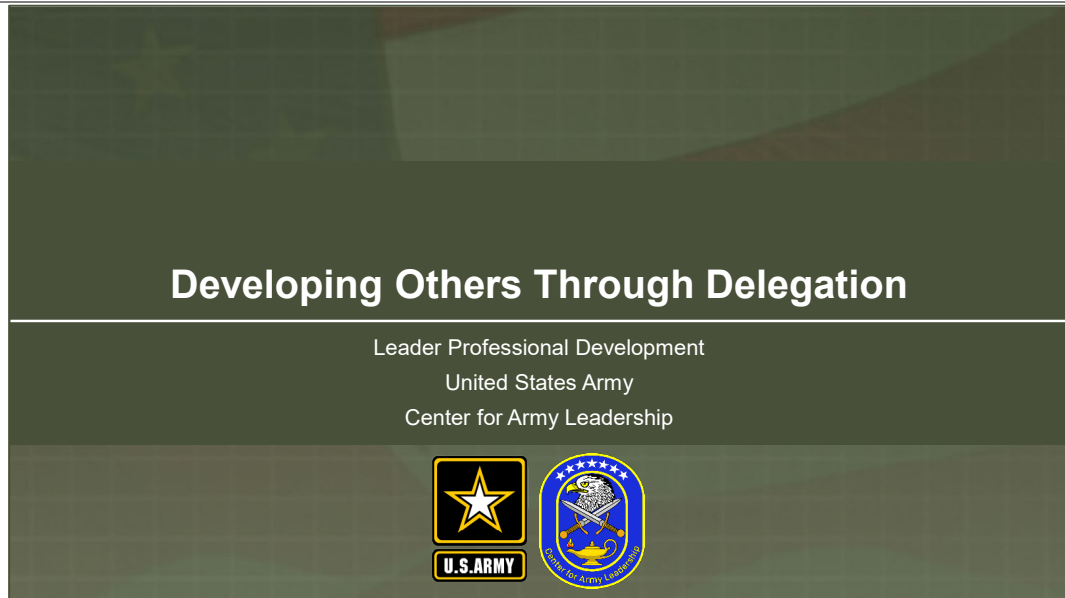 Developing Others Through Delegation
Leader Professional Development
United States Army
Center for Army Leadership
U.S.ARMY
Center for Army Leadership